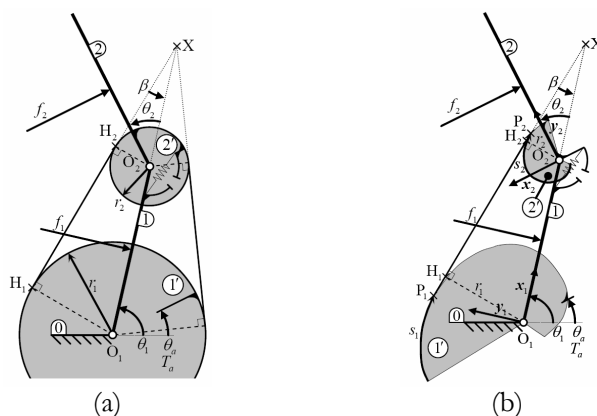 2
X
β
θ₂
f₂
H₂
2′
O₂
r₂
1
f₁
H₁
r₁
1′
0
O₁
θ₁
θₐ
Tₐ
(a)
2
X
β
θ₂
f₂
P₂
y₂
H₂
r₂
O₂
s₂
x₂
2′
1
f₁
H₁
P₁
r₁
x₁
y₁
s₁
0
1′
O₁
θ₁
θₐ
Tₐ
(b)